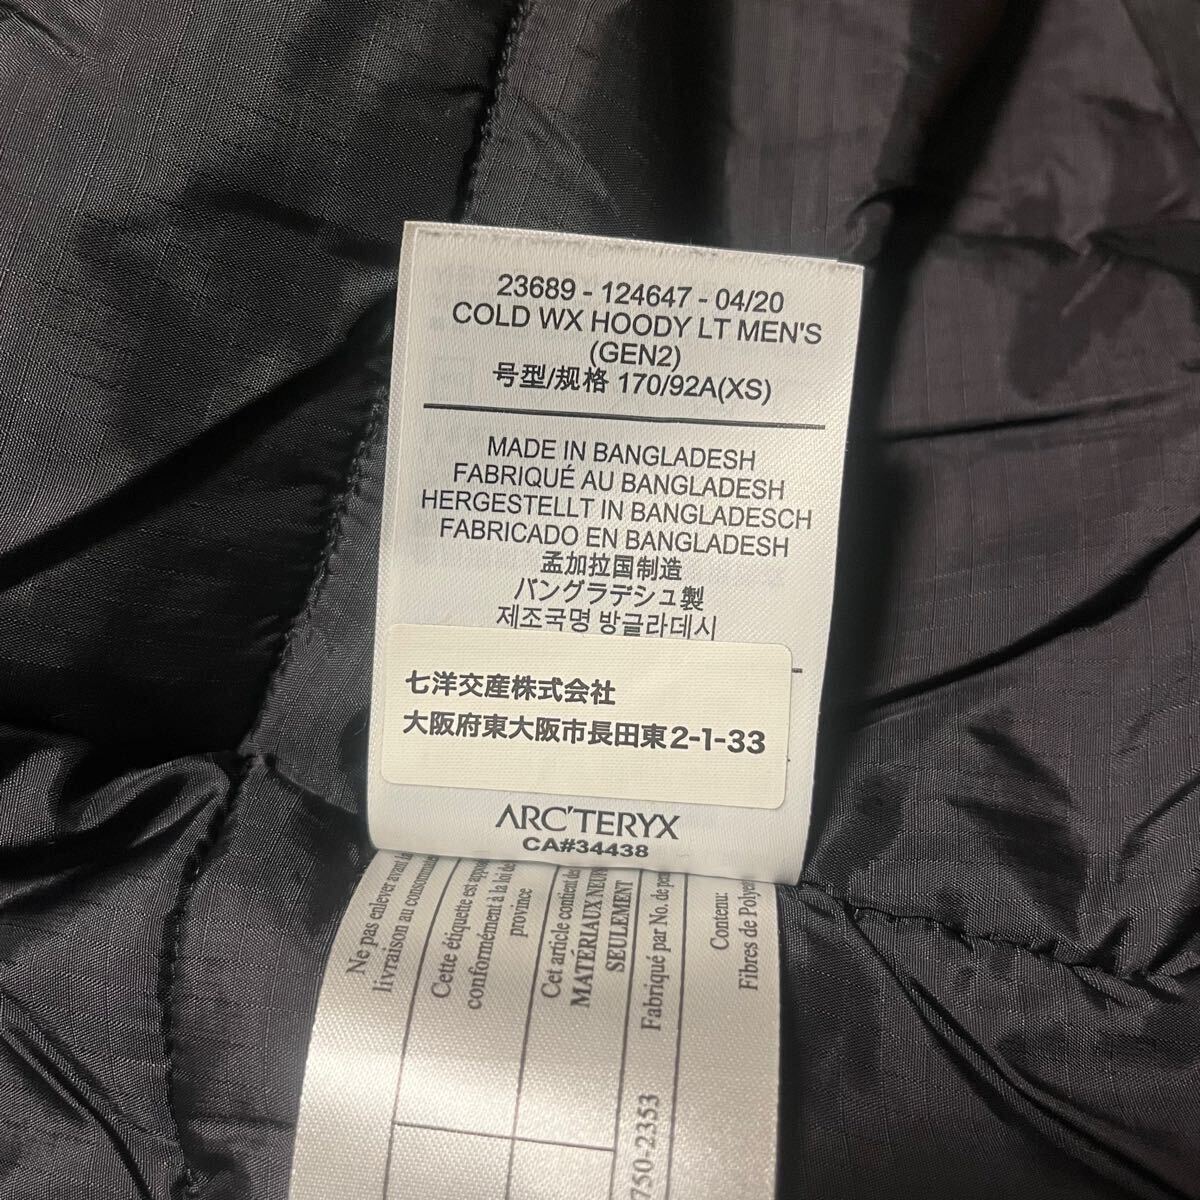 23689 - 124647 - 04/20
COLD WX HOODY LT MEN'S
(GEN2)
号型/规格 170/92A(XS)
MADE IN BANGLADESH
FABRIQUÉ AU BANGLADESH
HERGESTELLT IN BANGLADESCH
FABRICADO EN BANGLADESH
孟加拉国制造
バングラデシュ製
제조국명 방글라데시
七洋交産株式会社
大阪府東大阪市長田東2-1-33
ARC'TERYX
CA#34438
Ne pas enlever avant la
livraison au consommateur
Cette étiquette est
conformément à la loi de
province
Cet article contient des
MATÉRIAUX NEUFS
SEULEMENT
Fabriqué par No. de
750-2353
Contenu:
Fibres de